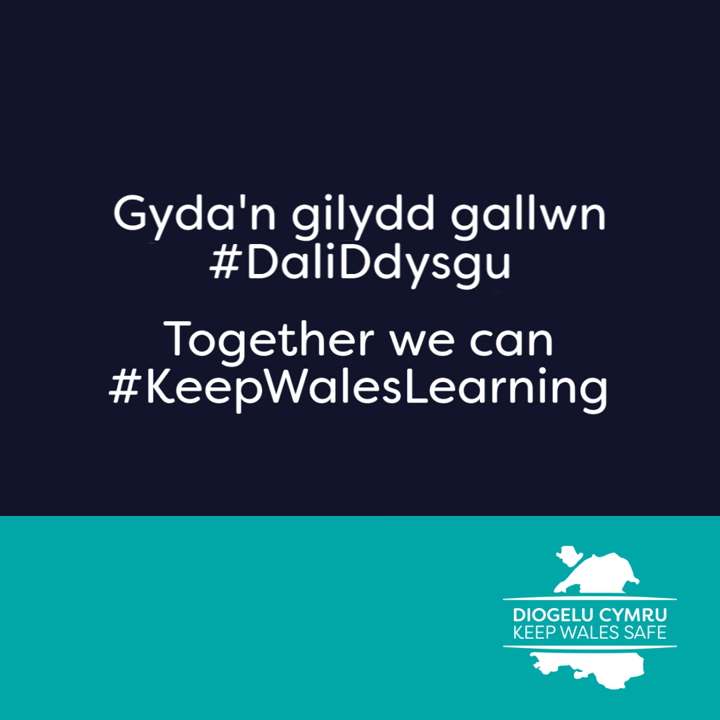 Gyda'n gilydd gallwn
#DaliDdysgu
Together we can
#KeepWalesLearning
DIOGELU CYMRU
KEEP WALES SAFE